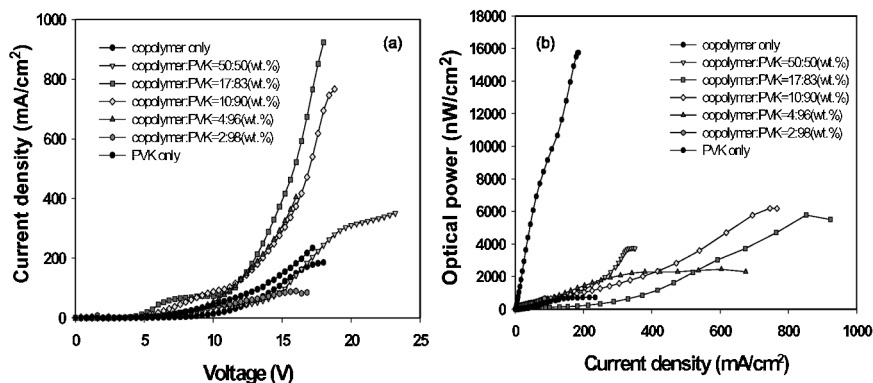 (a)
Current density (mA/cm²)
1000
800
600
400
200
0
copolymer only
copolymer:PVK=50:50(wt.%)
copolymer:PVK=17:83(wt.%)
copolymer:PVK=10:90(wt.%)
copolymer:PVK=4:96(wt.%)
copolymer:PVK=2:98(wt.%)
PVK only
0 5 10 15 20 25
Voltage (V)
(b)
Optical power (nW/cm²)
18000
16000
14000
12000
10000
8000
6000
4000
2000
0
copolymer only
copolymer:PVK=50:50(wt.%)
copolymer:PVK=17:83(wt.%)
copolymer:PVK=10:90(wt.%)
copolymer:PVK=4:96(wt.%)
copolymer:PVK=2:98(wt.%)
PVK only
0 200 400 600 800 1000
Current density (mA/cm²)